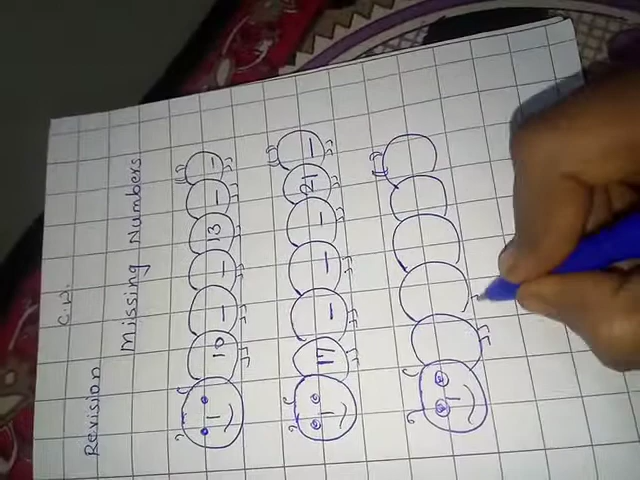 C.W.
Revision
Missing Numbers
10 _ _ 13 _ _
17 _ _ _ 21 _